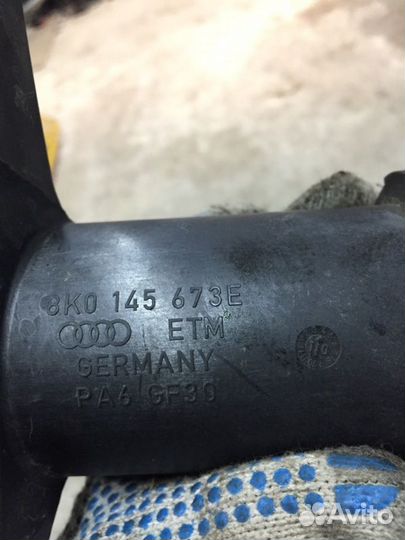 8K0 145 673E
ETM
GERMANY
PA6 GF30
Avito